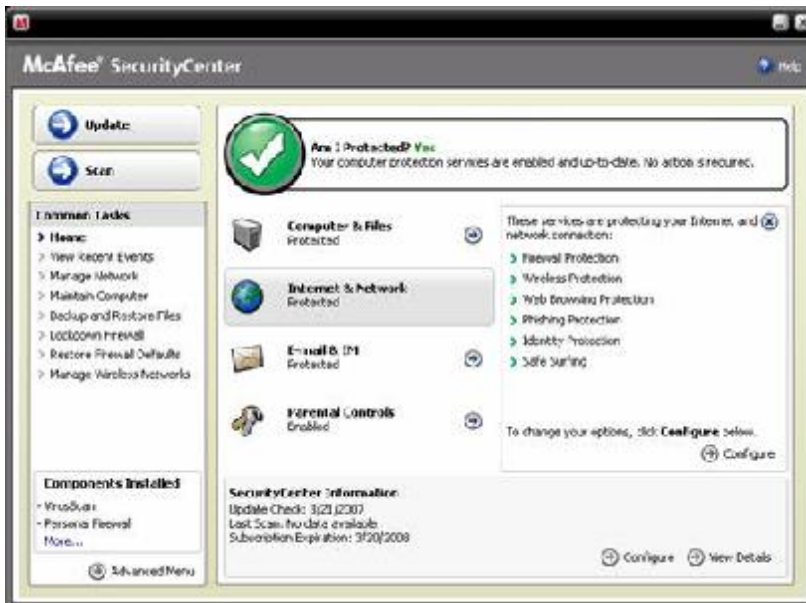 McAfee® SecurityCenter
Help
Update
Scan
Are I Protected? Yes
Your computer protection services are enabled and up-to-date. No action is required.
Common Tasks
Home
View Recent Events
Manage Network
Maintain Computer
Backup and Restore Files
Lockdown Firewall
Restore Firewall Defaults
Manage Wireless Networks
Components Installed
- VirusScan
- Personal Firewall
More...
Advanced Menu
Computer & Files
Protected
Internet & Network
Protected
E-mail & IM
Protected
Parental Controls
Enabled
These services are protecting your Internet and
network connection:
Firewall Protection
Wireless Protection
Web Browsing Protection
Phishing Protection
Identity Protection
Safe Surfing
To change your options, click Configure below.
Configure
SecurityCenter Information
Update Check: 3/21/2007
Last Scan: No data available
Subscription Expiration: 3/20/2008
Configure
View Details